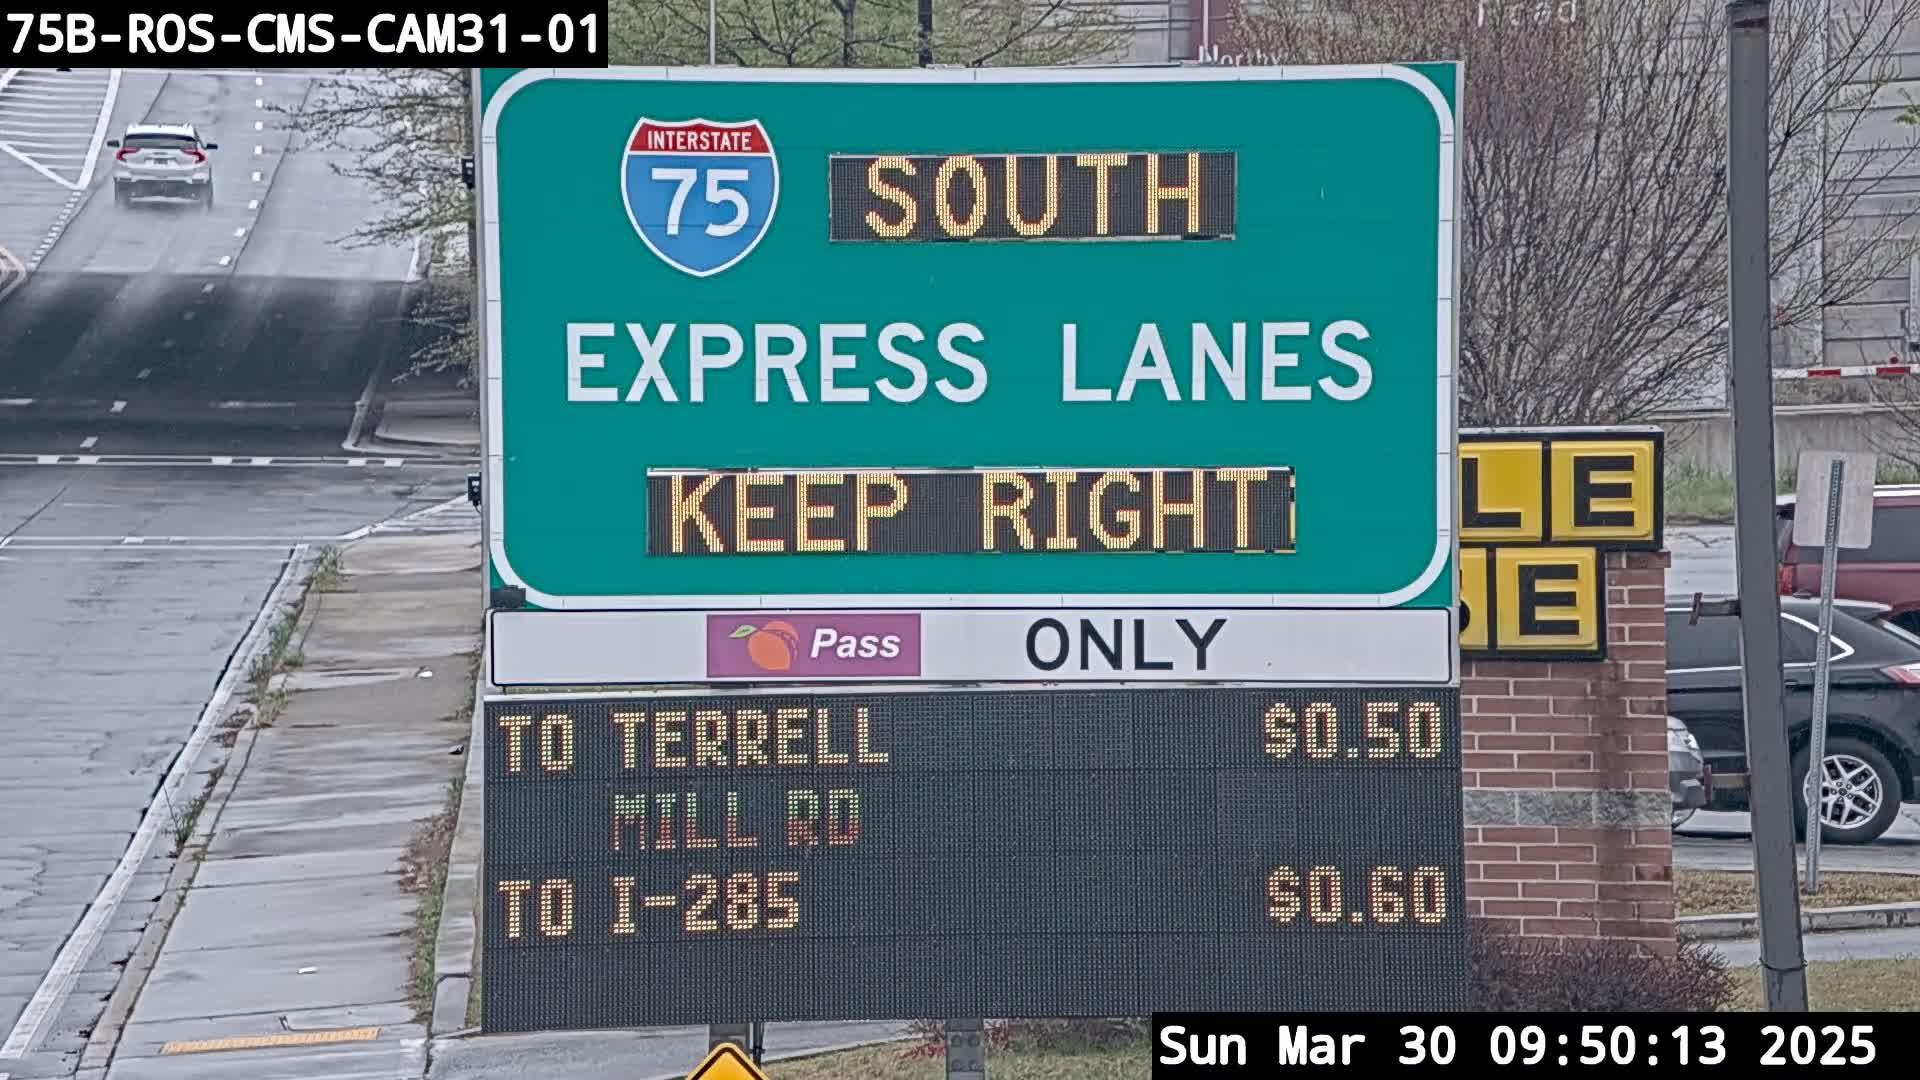 75B-ROS-CMS-CAM31-01
INTERSTATE
75
SOUTH
EXPRESS LANES
KEEP RIGHT
Pass ONLY
TO TERRELL $0.50
MILL RD
TO I-285 $0.60
LE
E
Sun Mar 30 09:50:13 2025